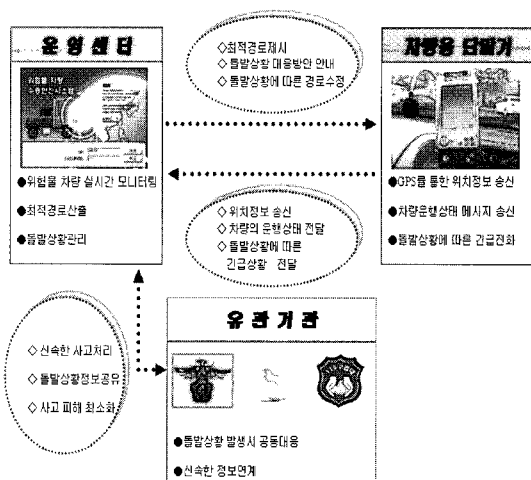 운영센터
위험물 차량
●위험물 차량 실시간 모니터링
●최적경로산출
●돌발상황관리
◇최적경로제시
◇돌발상황 대응방안 안내
◇돌발상황에 따른 경로수정
차량용 단말기
●GPS를 통한 위치정보 송신
●차량운행상태 메시지 송신
●돌발상황에 따른 긴급전화
◇위치정보 송신
◇차량의 운행상태 전달
◇돌발상황에 따른
긴급상황 전달
◇신속한 사고처리
◇돌발상황정보공유
◇사고 피해 최소화
유관기관
●돌발상황 발생시 공동대응
●신속한 정보연계